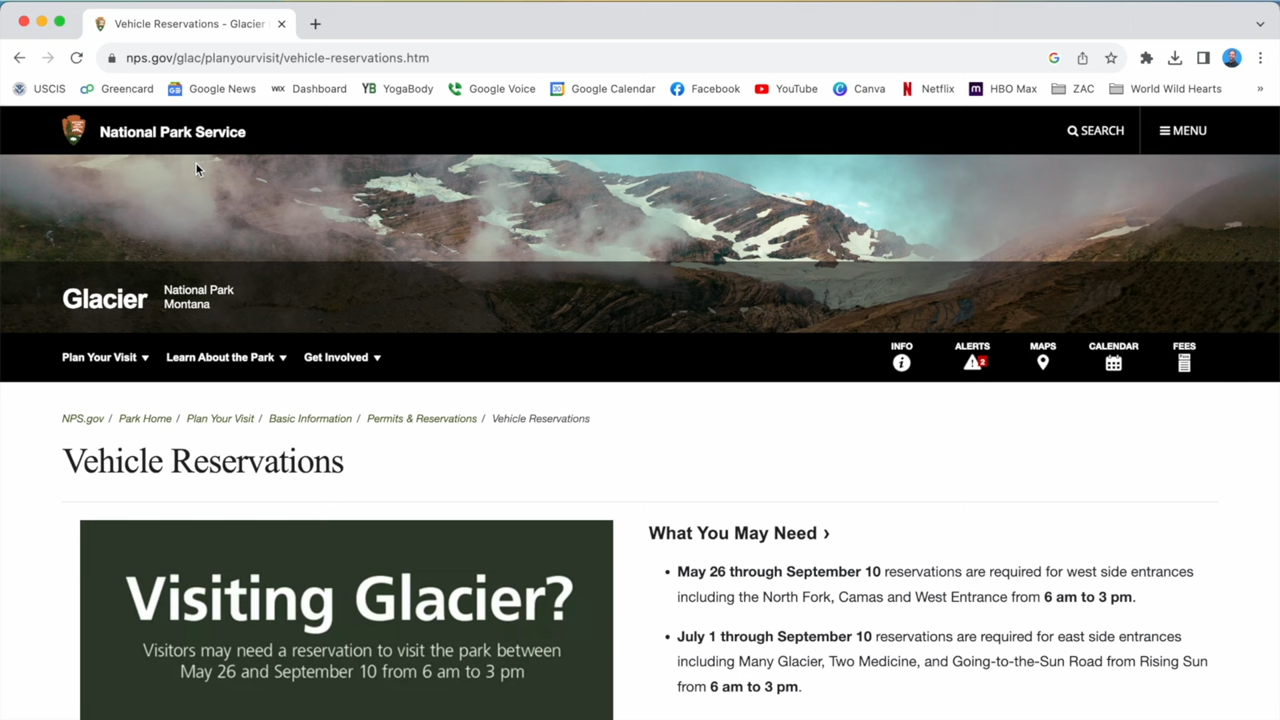 Vehicle Reservations - Glacier
nps.gov/glac/planyourvisit/vehicle-reservations.htm
USCIS Greencard Google News WIX Dashboard YB YogaBody Google Voice Google Calendar Facebook YouTube Canva Netflix HBO Max ZAC World Wild Hearts »
National Park Service SEARCH MENU
Glacier National Park
Montana
Plan Your Visit Learn About the Park Get Involved INFO ALERTS 2 MAPS CALENDAR FEES
NPS.gov / Park Home / Plan Your Visit / Basic Information / Permits & Reservations / Vehicle Reservations
Vehicle Reservations
Visiting Glacier?
Visitors may need a reservation to visit the park between
May 26 and September 10 from 6 am to 3 pm
What You May Need ›
• May 26 through September 10 reservations are required for west side entrances
including the North Fork, Camas and West Entrance from 6 am to 3 pm.
• July 1 through September 10 reservations are required for east side entrances
including Many Glacier, Two Medicine, and Going-to-the-Sun Road from Rising Sun
from 6 am to 3 pm.